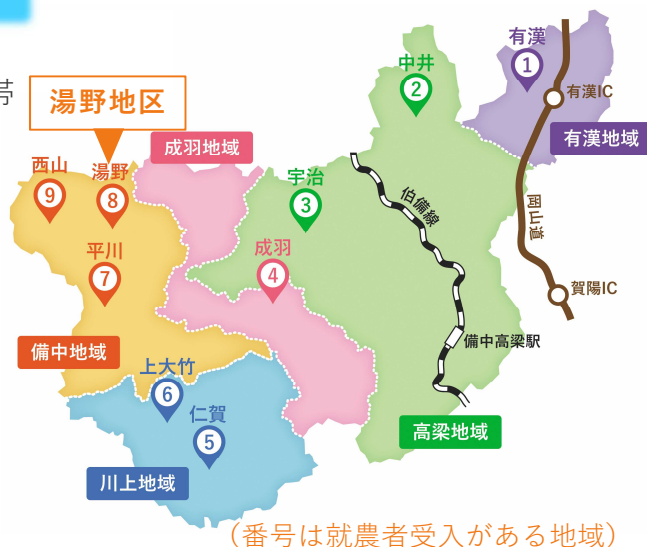 有漢
1
中井
2
有漢IC
帯
湯野地区
有漢地域
成羽地域
西山
9
湯野
8
宇治
3
伯備線
岡山道
平川
7
成羽
4
賀陽IC
備中地域
備中高梁駅
上大竹
6
仁賀
5
高梁地域
川上地域
（番号は就農者受入がある地域）